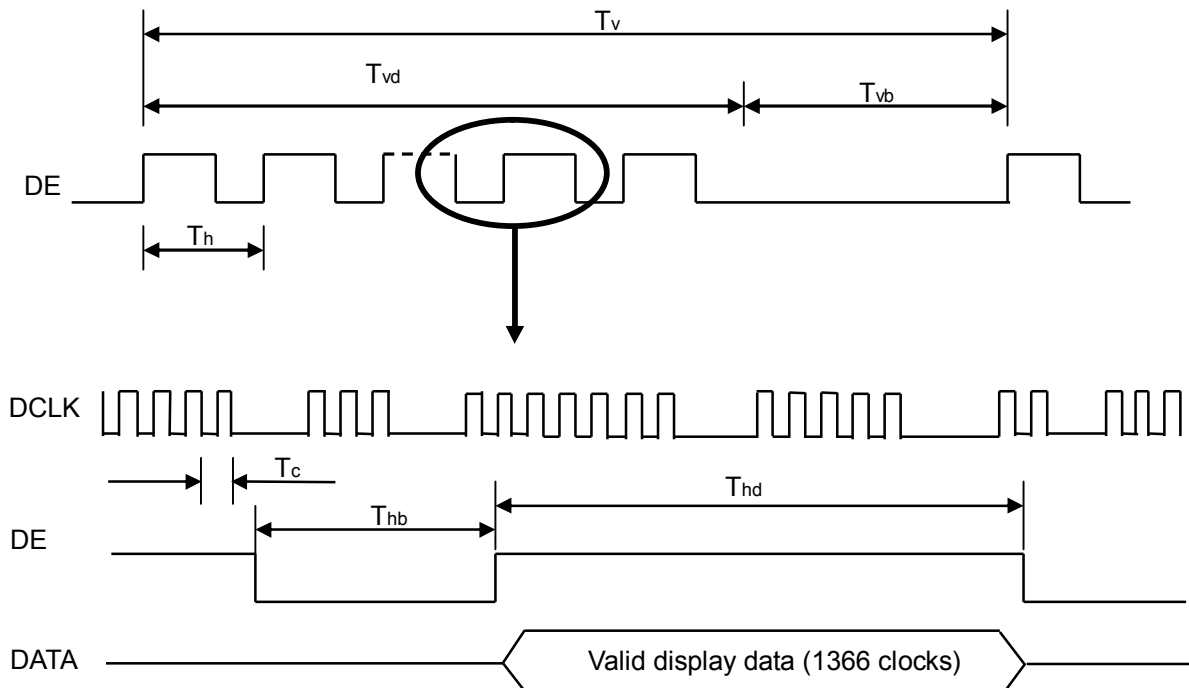 Tv
Tvd
Tvb
DE
Th
DCLK
Tc
Thd
Thb
DE
DATA
Valid display data (1366 clocks)